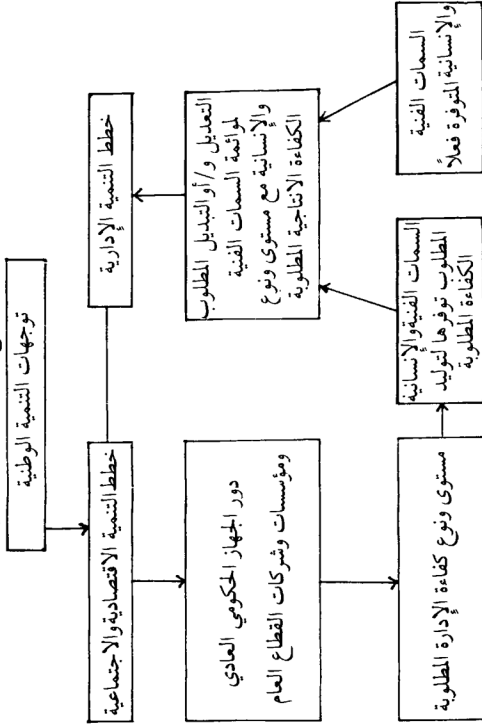 توجهات التنمية الوطنية
خطط التنمية الاقتصادية والاجتماعية
خطط التنمية الإدارية
دور الجهاز الحكومي العادي
ومؤسسات وشركات القطاع العام
التعديل و/أو التبديل المطلوب
لموائمة السمات الفنية
والإنسانية مع مستوى ونوع
الكفاءة الانتاجية المطلوبة
مستوى ونوع كفاءة الإدارة المطلوبة
السمات الفنية والإنسانية
المطلوب توفرها لتوليد
الكفاءة المطلوبة
السمات الفنية
والإنسانية المتوفرة فعلاً